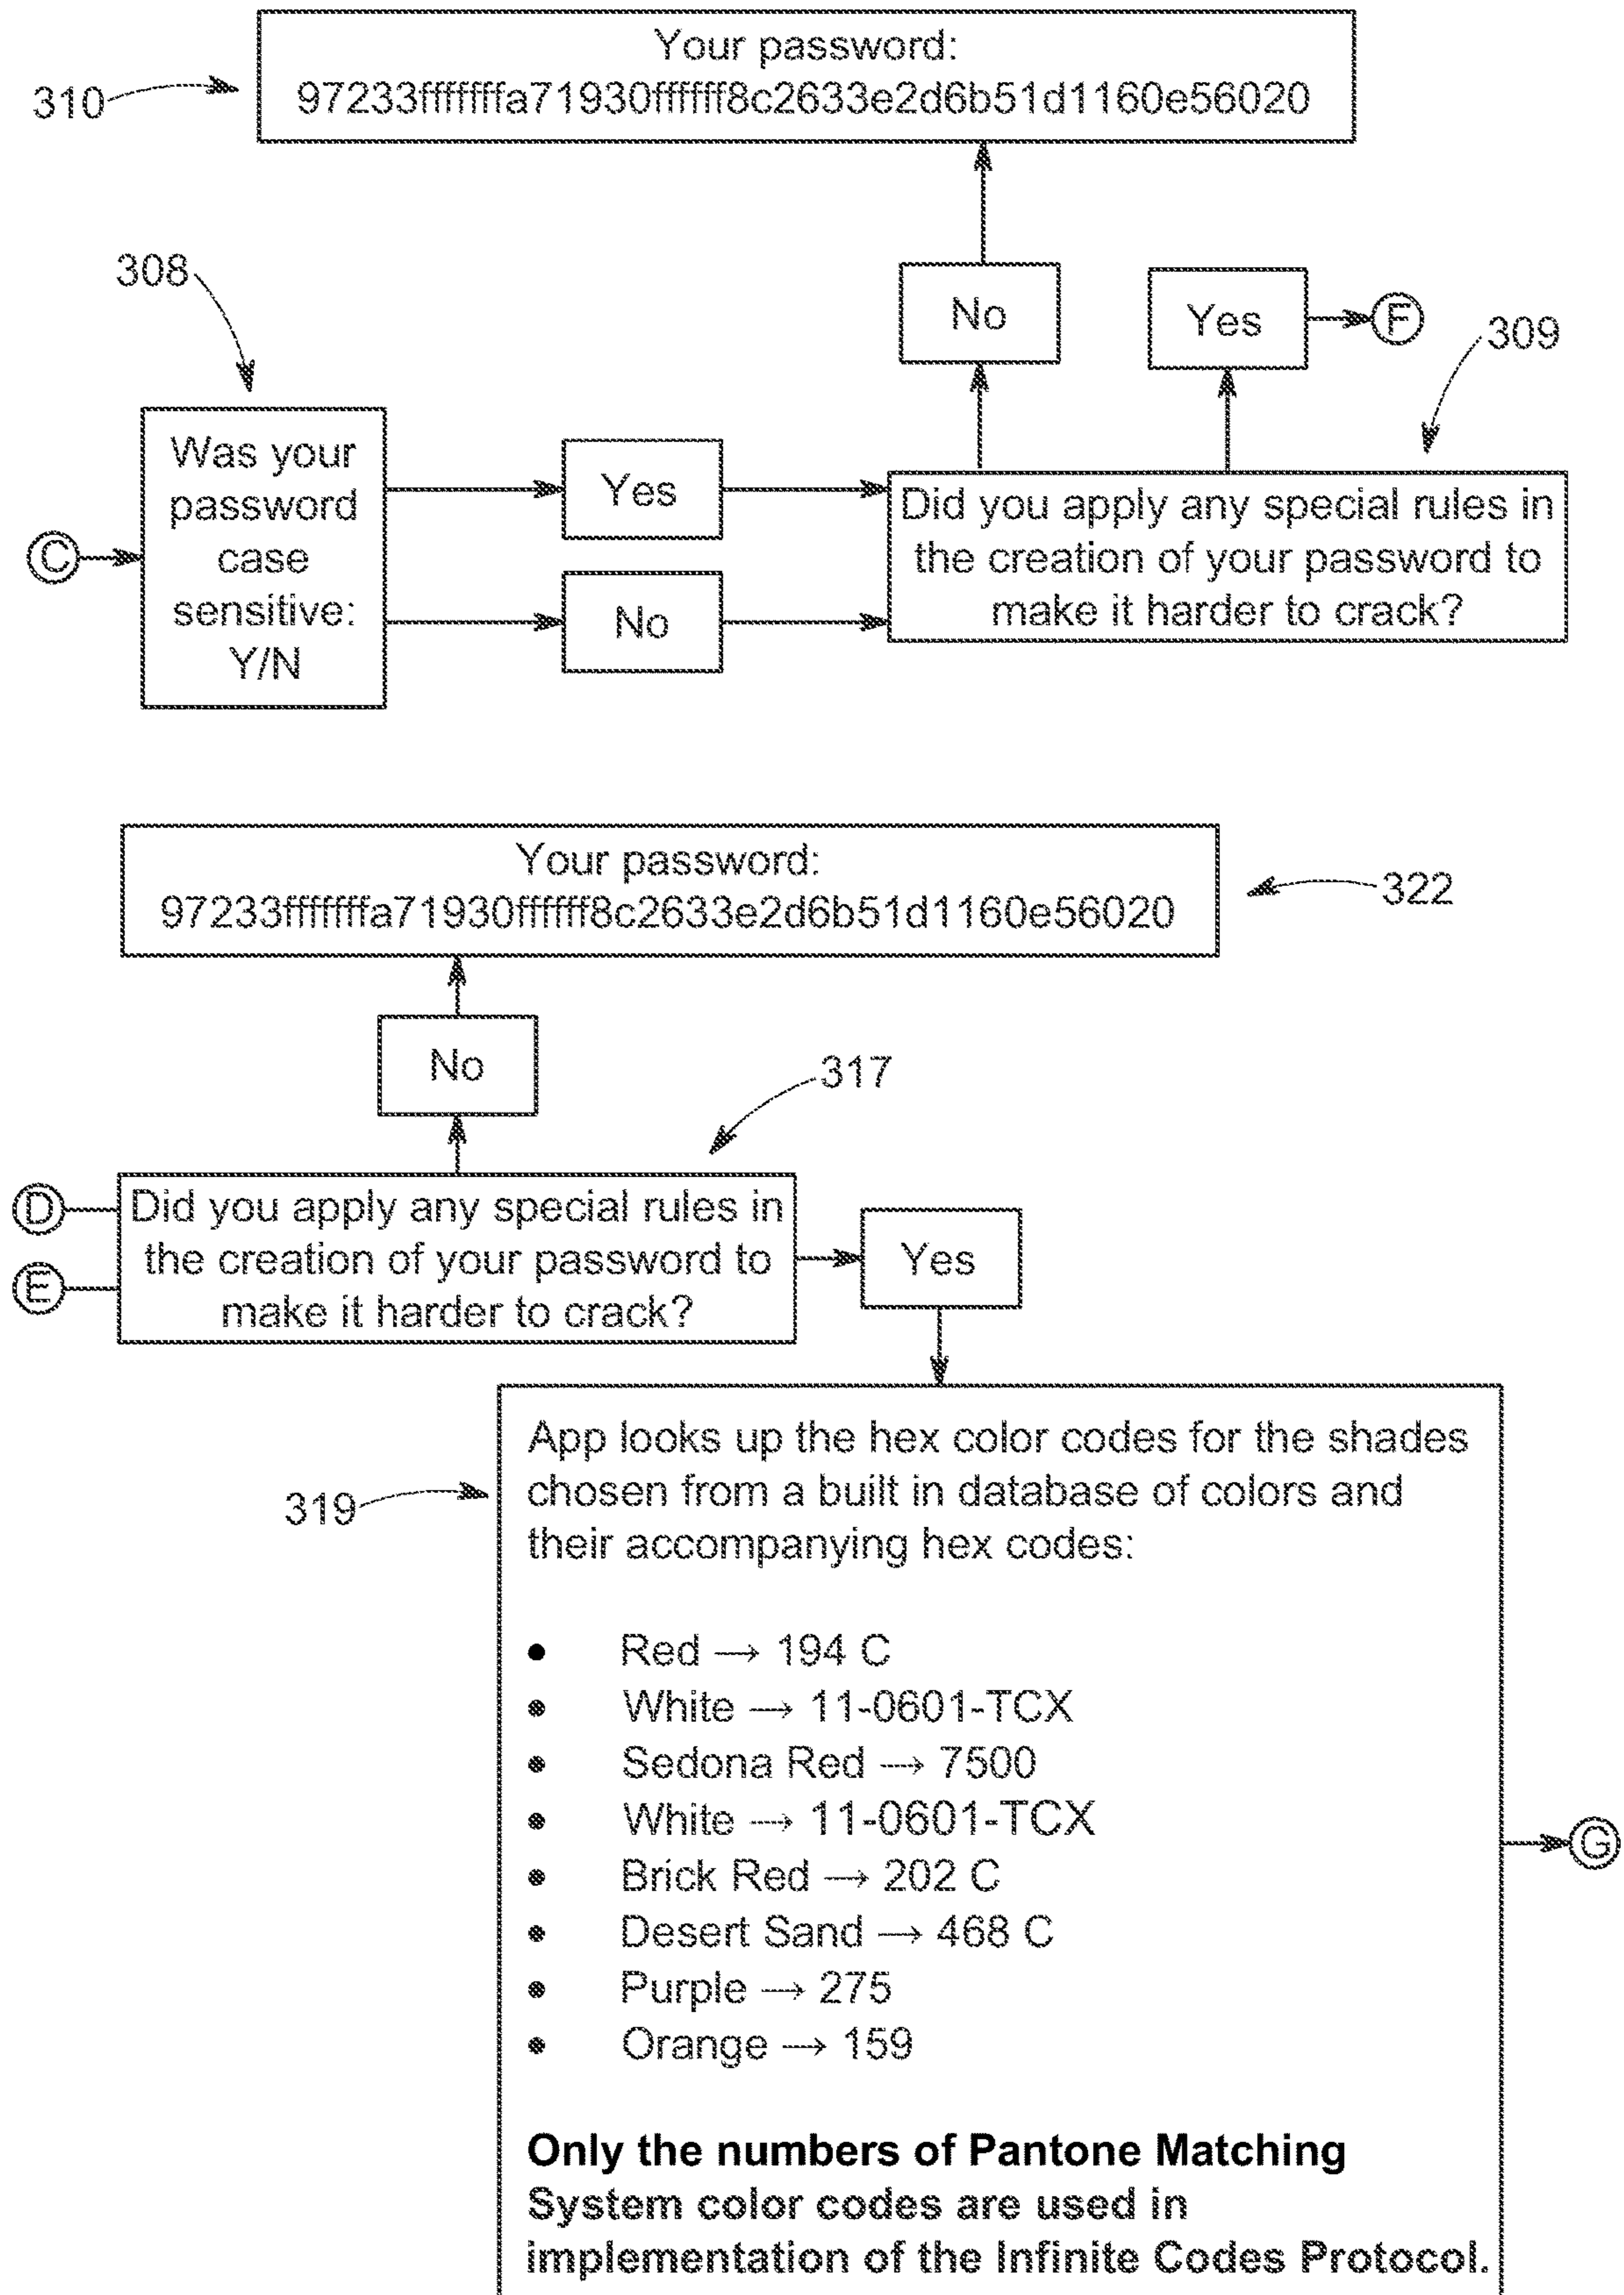 Your password:
97233fffffffa71930ffffff8c2633e2d6b51d1160e56020
310
308
No
Yes
F
309
Was your
password
case
sensitive:
Y/N
C
Yes
No
Did you apply any special rules in
the creation of your password to
make it harder to crack?
Your password:
97233fffffffa71930ffffff8c2633e2d6b51d1160e56020
322
No
317
D
E
Did you apply any special rules in
the creation of your password to
make it harder to crack?
Yes
319
App looks up the hex color codes for the shades
chosen from a built in database of colors and
their accompanying hex codes:
• Red → 194 C
• White → 11-0601-TCX
• Sedona Red → 7500
• White → 11-0601-TCX
• Brick Red → 202 C
• Desert Sand → 468 C
• Purple → 275
• Orange → 159
G
Only the numbers of Pantone Matching
System color codes are used in
implementation of the Infinite Codes Protocol.